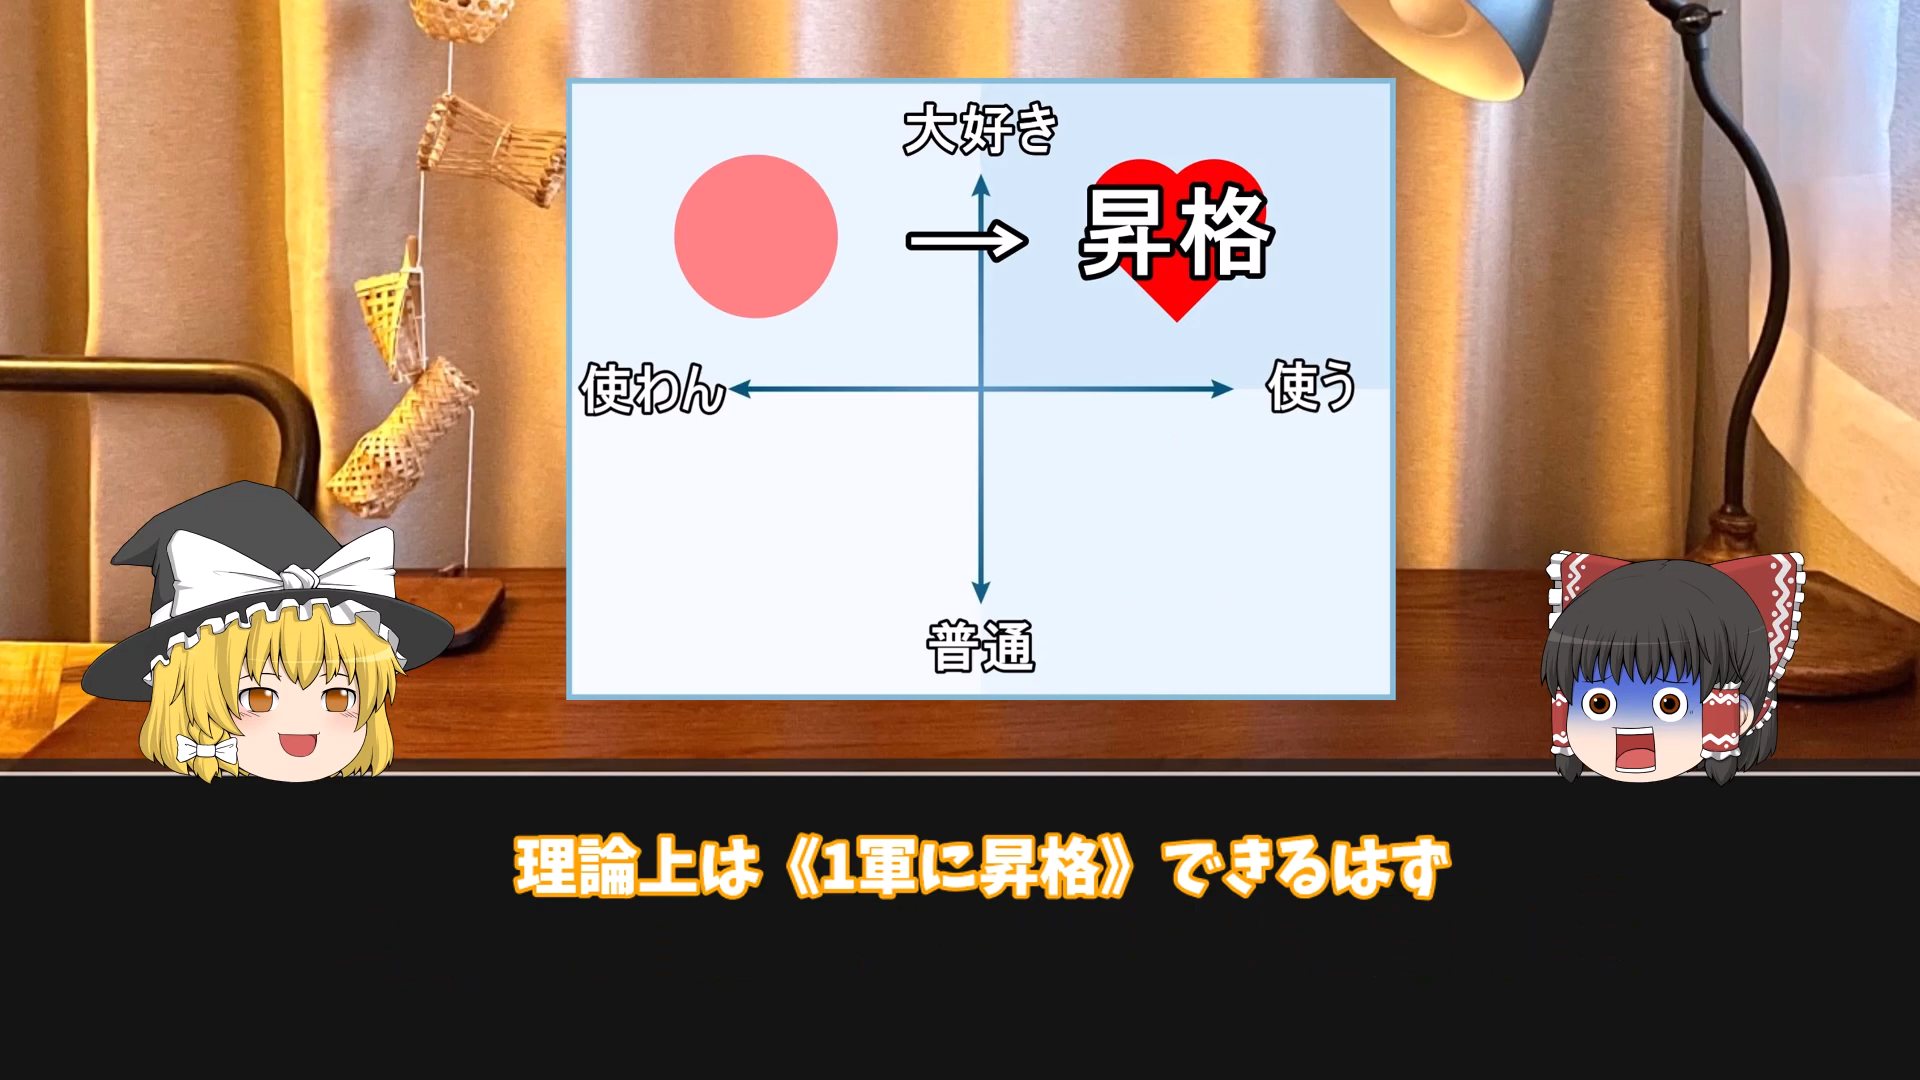 大好き
→ 昇格
使わん
使う
普通
理論上は《1軍に昇格》できるはず